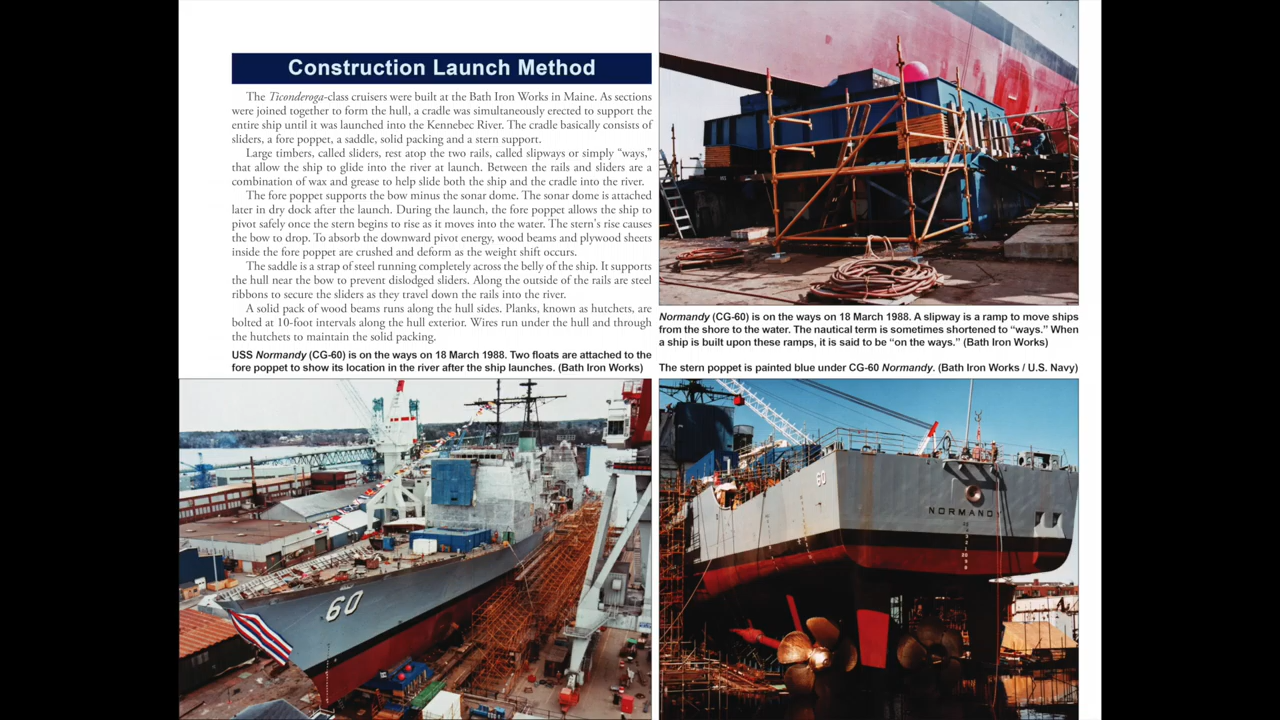 Construction Launch Method
The Ticonderoga-class cruisers were built at the Bath Iron Works in Maine. As sections
were joined together to form the hull, a cradle was simultaneously erected to support the
entire ship until it was launched into the Kennebec River. The cradle basically consists of
sliders, a fore poppet, a saddle, solid packing and a stern support.
Large timbers, called sliders, rest atop the two rails, called slipways or simply “ways,”
that allow the ship to glide into the river at launch. Between the rails and sliders are a
combination of wax and grease to help slide both the ship and the cradle into the river.
The fore poppet supports the bow minus the sonar dome. The sonar dome is attached
later in dry dock after the launch. During the launch, the fore poppet allows the ship to
pivot safely once the stern begins to rise as it moves into the water. The stern’s rise causes
the bow to drop. To absorb the downward pivot energy, wood beams and plywood sheets
inside the fore poppet are crushed and deform as the weight shift occurs.
The saddle is a strap of steel running completely across the belly of the ship. It supports
the hull near the bow to prevent dislodged sliders. Along the outside of the rails are steel
ribbons to secure the sliders as they travel down the rails into the river.
A solid pack of wood beams runs along the hull sides. Planks, known as hutchets, are
bolted at 10-foot intervals along the hull exterior. Wires run under the hull and through
the hutchets to maintain the solid packing.
USS Normandy (CG-60) is on the ways on 18 March 1988. Two floats are attached to the
fore poppet to show its location in the river after the ship launches. (Bath Iron Works)
Normandy (CG-60) is on the ways on 18 March 1988. A slipway is a ramp to move ships
from the shore to the water. The nautical term is sometimes shortened to “ways.” When
a ship is built upon these ramps, it is said to be “on the ways.” (Bath Iron Works)
The stern poppet is painted blue under CG-60 Normandy. (Bath Iron Works / U.S. Navy)
60
60
NORMANDY